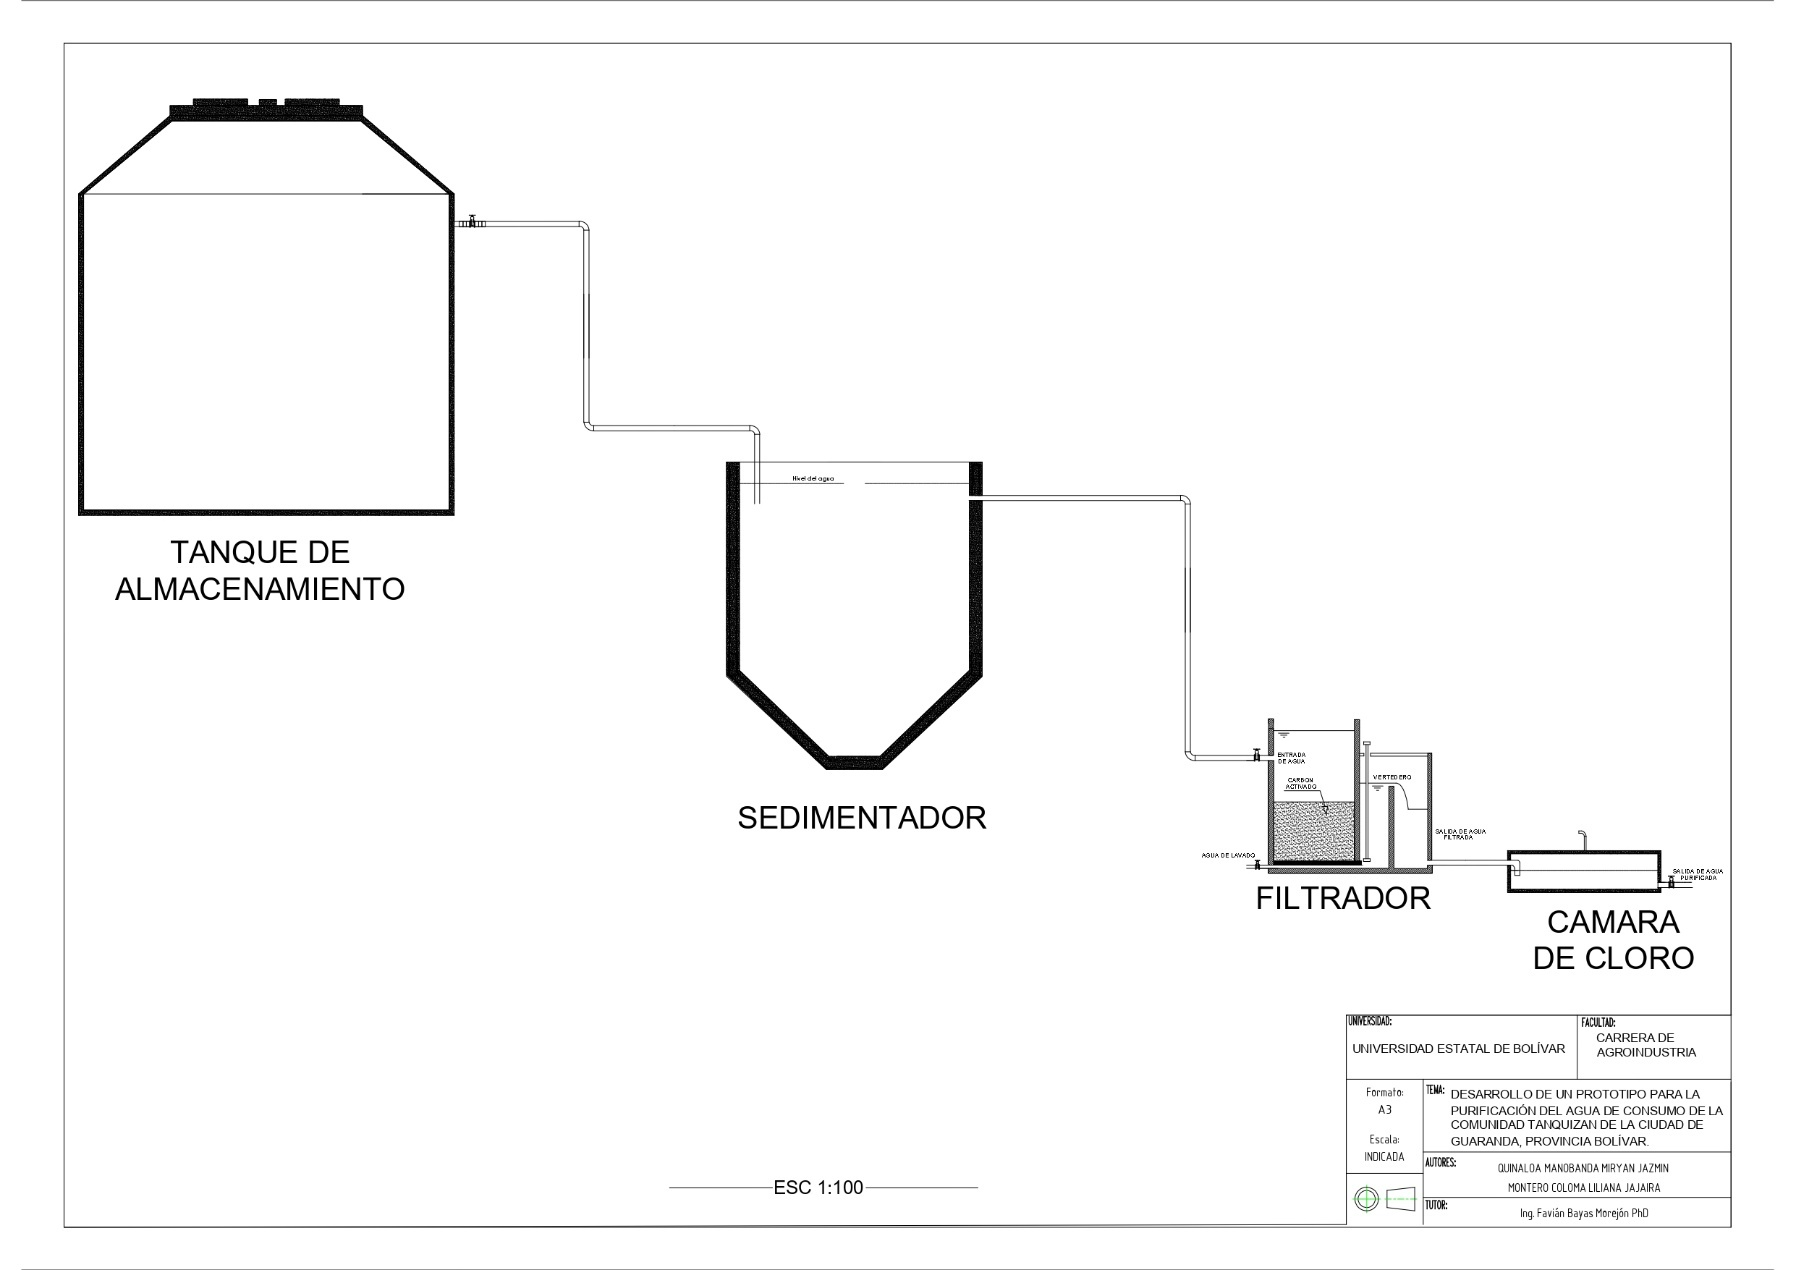 TANQUE DE
ALMACENAMIENTO
Nivel del agua
SEDIMENTADOR
ENTRADA
DE AGUA
CARBON
ACTIVADO
VERTEDERO
AGUA DE LAVADO
SALIDA DE AGUA
FILTRADA
FILTRADOR
SALIDA DE AGUA
PURIFICADA
CAMARA
DE CLORO
ESC 1:100
UNIVERSIDAD:
UNIVERSIDAD ESTATAL DE BOLÍVAR
FACULTAD:
CARRERA DE
AGROINDUSTRIA
Formato:
A3
Escala:
INDICADA
TEMA:
DESARROLLO DE UN PROTOTIPO PARA LA
PURIFICACIÓN DEL AGUA DE CONSUMO DE LA
COMUNIDAD TANQUIZAN DE LA CIUDAD DE
GUARANDA, PROVINCIA BOLÍVAR.
AUTORES:
QUINALOA MANOBANDA MIRYAN JAZMIN
MONTERO COLOMA LILIANA JAJAIRA
TUTOR:
Ing. Favián Bayas Morejón PhD